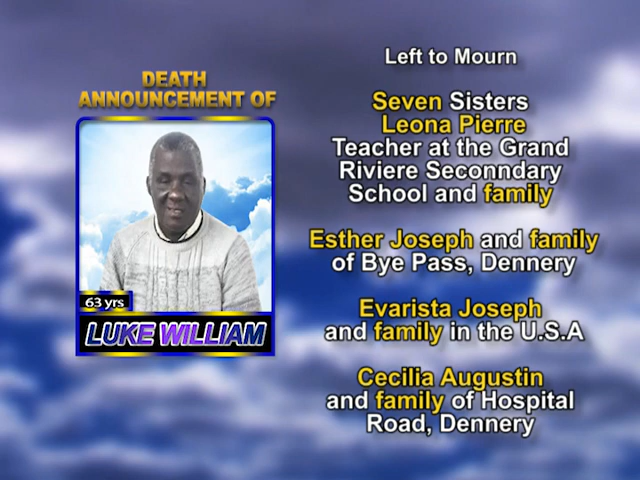 DEATH
ANNOUNCEMENT OF
63 yrs
LUKE WILLIAM
Left to Mourn
Seven Sisters
Leona Pierre
Teacher at the Grand
Riviere Seconndary
School and family
Esther Joseph and family
of Bye Pass, Dennery
Evarista Joseph
and family in the U.S.A
Cecilia Augustin
and family of Hospital
Road, Dennery